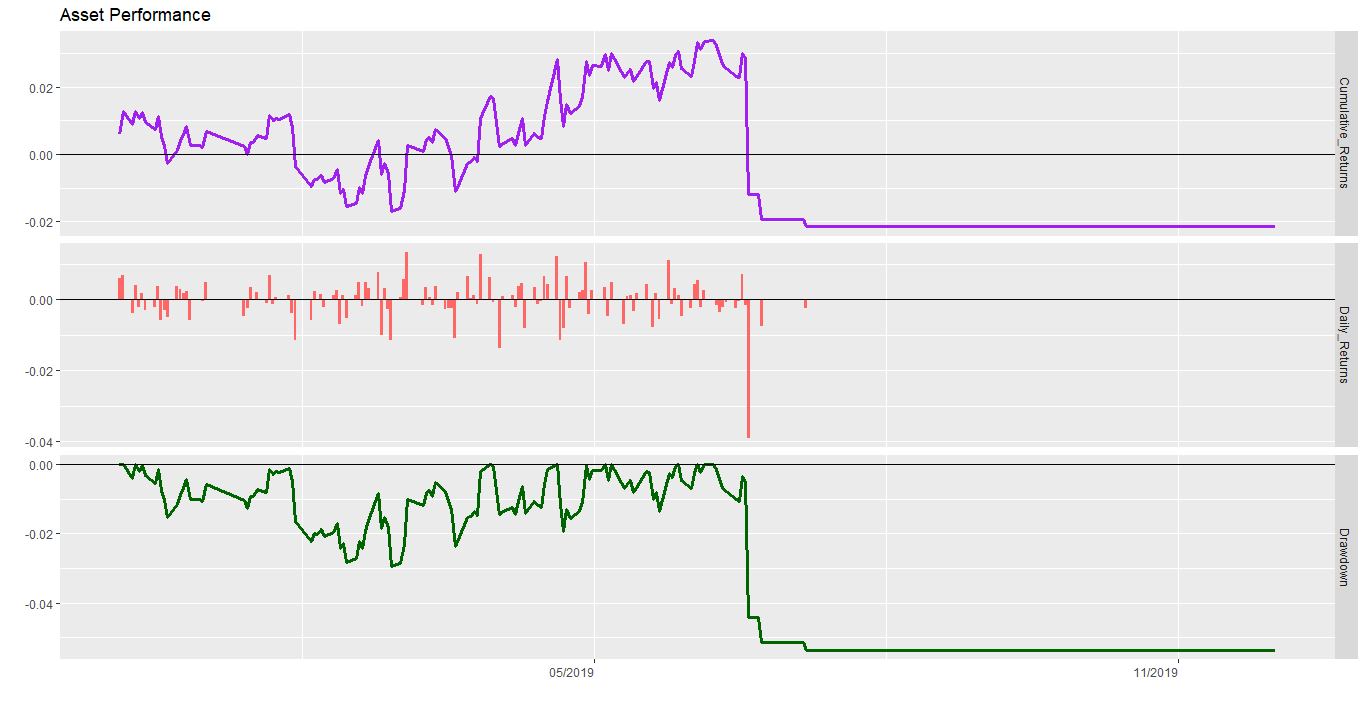 Asset Performance
0.02
0.00
-0.02
Cumulative_Returns
0.00
-0.02
-0.04
Daily_Returns
0.00
-0.02
-0.04
Drawdown
05/2019
11/2019